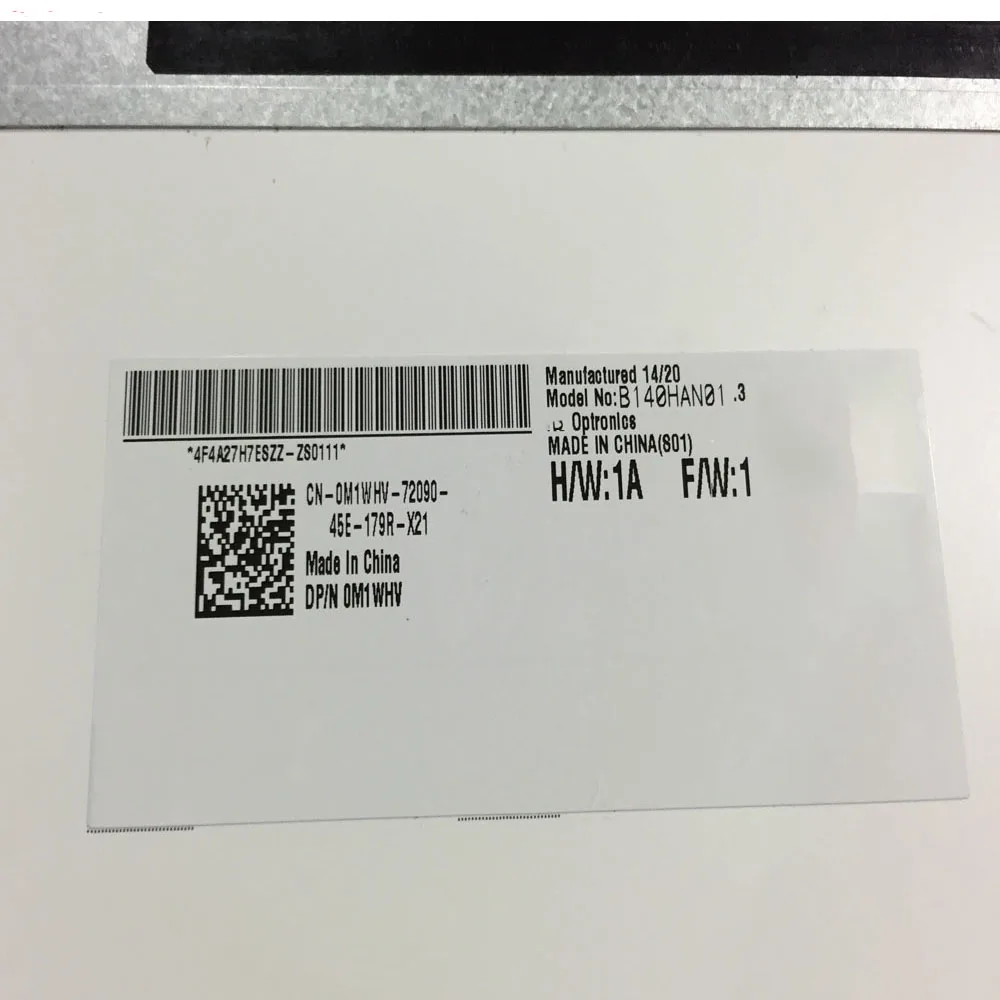 Manufactured 14/20
Model No:B140HAN01 .3
Optronics
MADE IN CHINA(S01)
H/W:1A F/W:1
*4F4A27H7ESZZ-ZS0111*
CN-0M1WHV-72090-
45E-179R-X21
Made In China
DP/N 0M1WHV